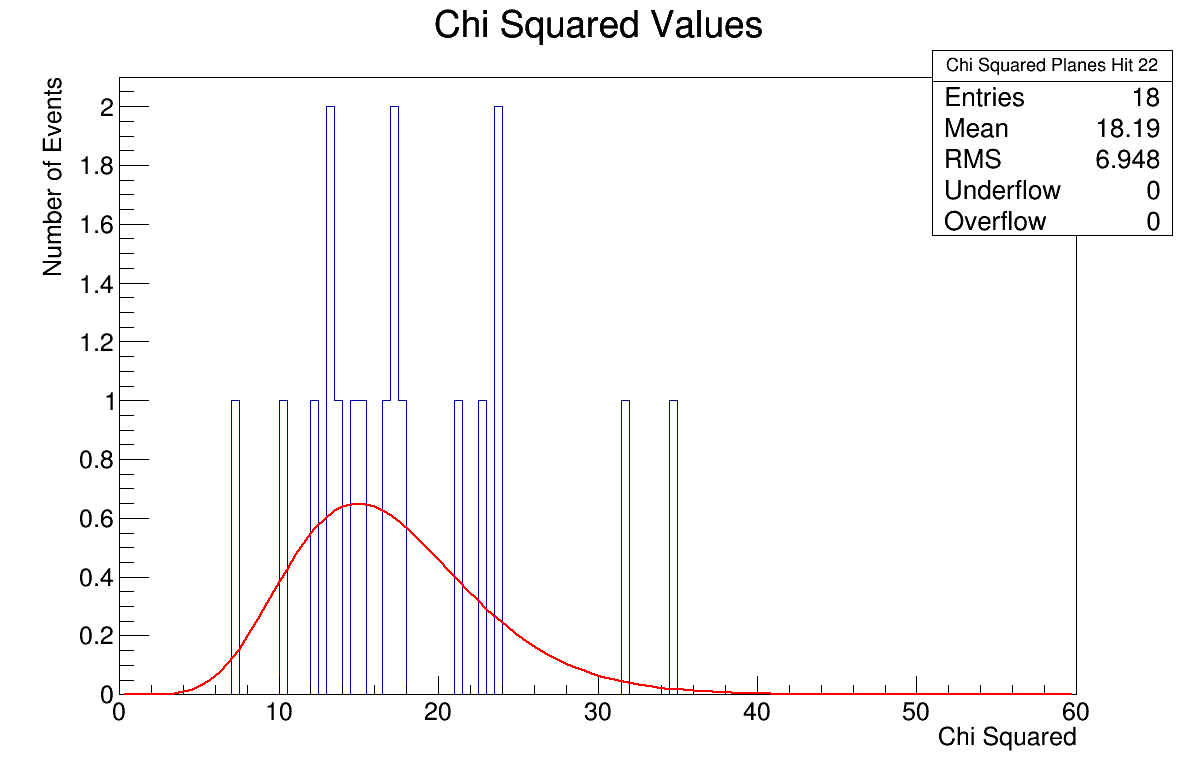 Chi Squared Values
Chi Squared Planes Hit 22
Entries 18
Mean 18.19
RMS 6.948
Underflow 0
Overflow 0
Number of Events
2
1.8
1.6
1.4
1.2
1
0.8
0.6
0.4
0.2
0
0 10 20 30 40 50 60
Chi Squared